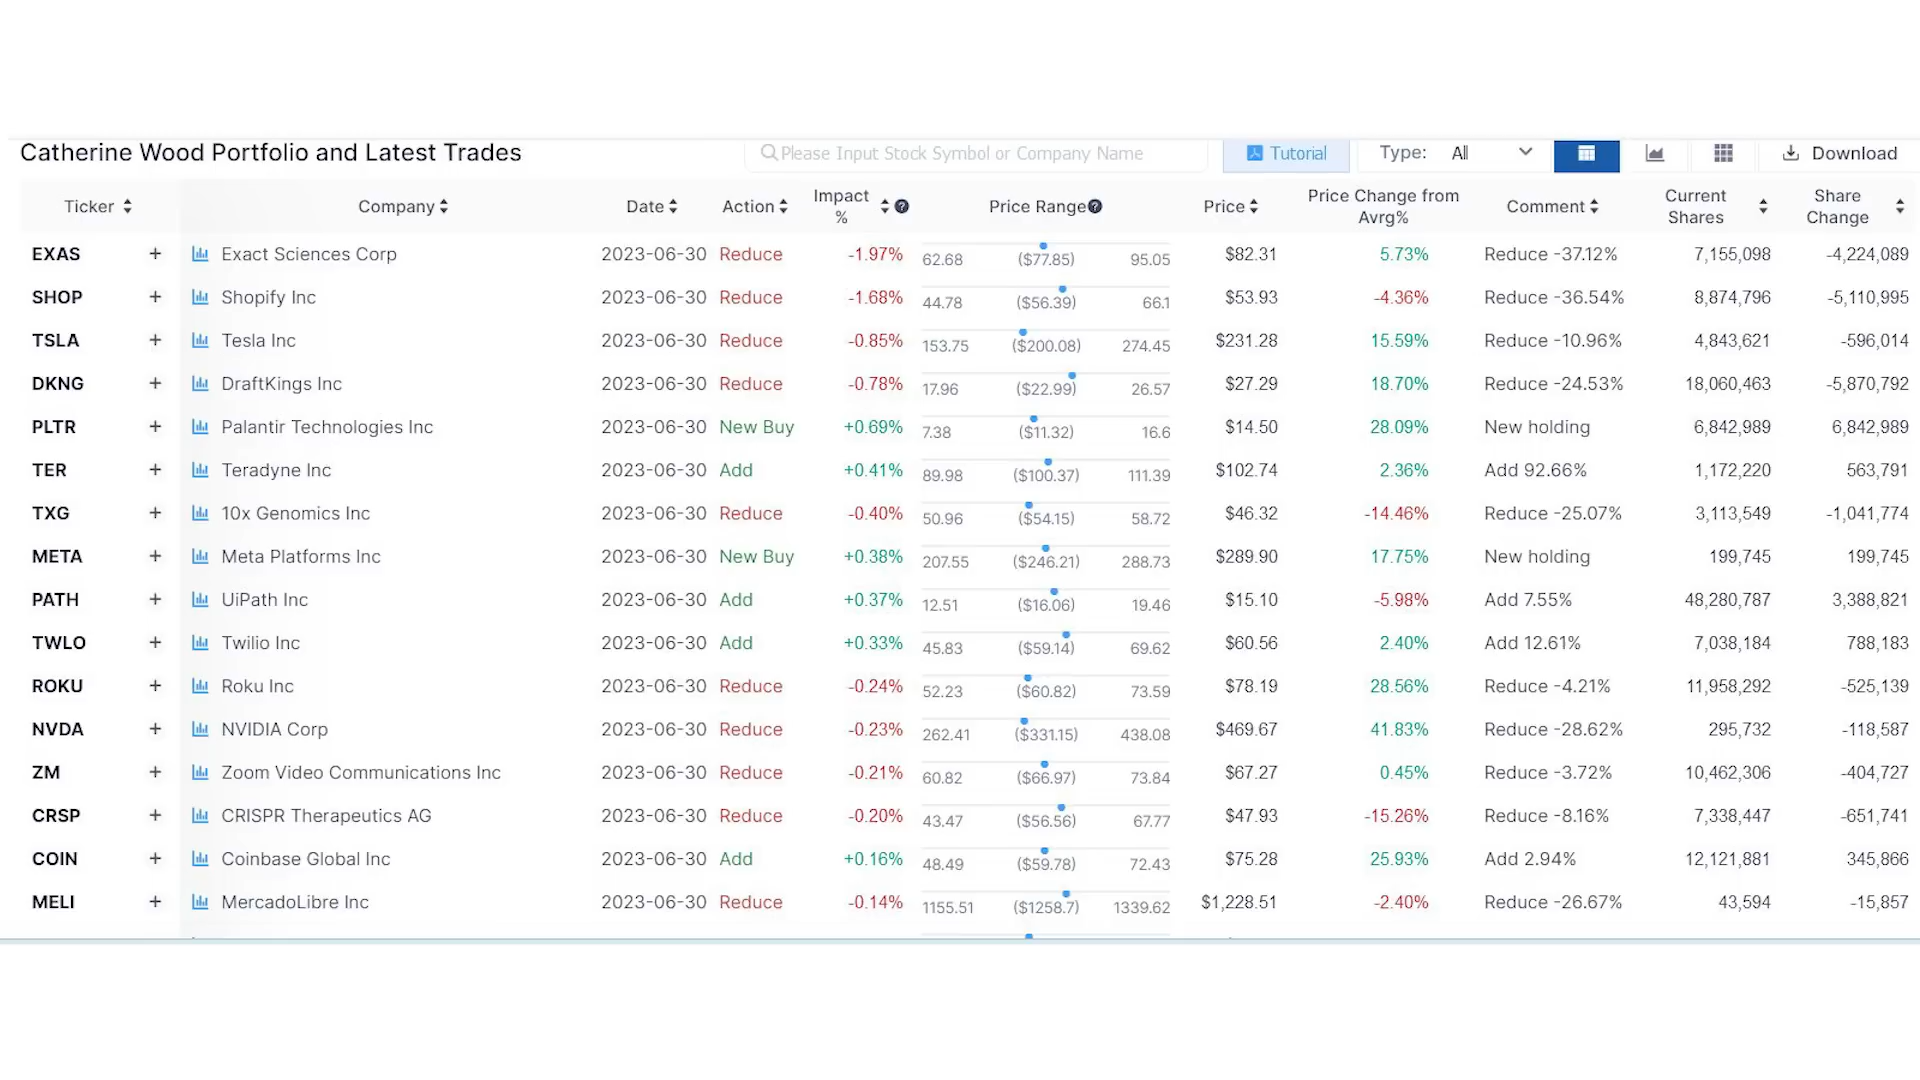 Catherine Wood Portfolio and Latest Trades Please Input Stock Symbol or Company Name Tutorial Type: All Download
Ticker Company Date Action Impact % Price Range Price Price Change from Avrg% Comment Current Shares Share Change
EXAS + Exact Sciences Corp 2023-06-30 Reduce -1.97% 62.68 ($77.85) 95.05 $82.31 5.73% Reduce -37.12% 7,155,098 -4,224,089
SHOP + Shopify Inc 2023-06-30 Reduce -1.68% 44.78 ($56.39) 66.1 $53.93 -4.36% Reduce -36.54% 8,874,796 -5,110,995
TSLA + Tesla Inc 2023-06-30 Reduce -0.85% 153.75 ($200.08) 274.45 $231.28 15.59% Reduce -10.96% 4,843,621 -596,014
DKNG + DraftKings Inc 2023-06-30 Reduce -0.78% 17.96 ($22.99) 26.57 $27.29 18.70% Reduce -24.53% 18,060,463 -5,870,792
PLTR + Palantir Technologies Inc 2023-06-30 New Buy +0.69% 7.38 ($11.32) 16.6 $14.50 28.09% New holding 6,842,989 6,842,989
TER + Teradyne Inc 2023-06-30 Add +0.41% 89.98 ($100.37) 111.39 $102.74 2.36% Add 92.66% 1,172,220 563,791
TXG + 10x Genomics Inc 2023-06-30 Reduce -0.40% 50.96 ($54.15) 58.72 $46.32 -14.46% Reduce -25.07% 3,113,549 -1,041,774
META + Meta Platforms Inc 2023-06-30 New Buy +0.38% 207.55 ($246.21) 288.73 $289.90 17.75% New holding 199,745 199,745
PATH + UiPath Inc 2023-06-30 Add +0.37% 12.51 ($16.06) 19.46 $15.10 -5.98% Add 7.55% 48,280,787 3,388,821
TWLO + Twilio Inc 2023-06-30 Add +0.33% 45.83 ($59.14) 69.62 $60.56 2.40% Add 12.61% 7,038,184 788,183
ROKU + Roku Inc 2023-06-30 Reduce -0.24% 52.23 ($60.82) 73.59 $78.19 28.56% Reduce -4.21% 11,958,292 -525,139
NVDA + NVIDIA Corp 2023-06-30 Reduce -0.23% 262.41 ($331.15) 438.08 $469.67 41.83% Reduce -28.62% 295,732 -118,587
ZM + Zoom Video Communications Inc 2023-06-30 Reduce -0.21% 60.82 ($66.97) 73.84 $67.27 0.45% Reduce -3.72% 10,462,306 -404,727
CRSP + CRISPR Therapeutics AG 2023-06-30 Reduce -0.20% 43.47 ($56.56) 67.77 $47.93 -15.26% Reduce -8.16% 7,338,447 -651,741
COIN + Coinbase Global Inc 2023-06-30 Add +0.16% 48.49 ($59.78) 72.43 $75.28 25.93% Add 2.94% 12,121,881 345,866
MELI + MercadoLibre Inc 2023-06-30 Reduce -0.14% 1155.51 ($1258.7) 1339.62 $1,228.51 -2.40% Reduce -26.67% 43,594 -15,857